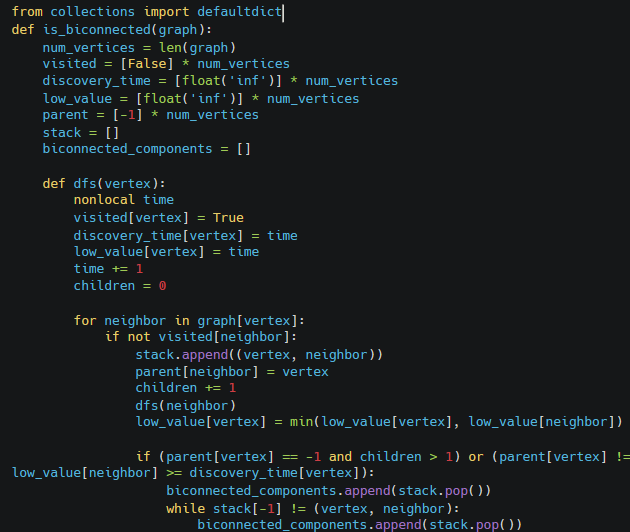 from collections import defaultdict
def is_biconnected(graph):
    num_vertices = len(graph)
    visited = [False] * num_vertices
    discovery_time = [float('inf')] * num_vertices
    low_value = [float('inf')] * num_vertices
    parent = [-1] * num_vertices
    stack = []
    biconnected_components = []

    def dfs(vertex):
        nonlocal time
        visited[vertex] = True
        discovery_time[vertex] = time
        low_value[vertex] = time
        time += 1
        children = 0

        for neighbor in graph[vertex]:
            if not visited[neighbor]:
                stack.append((vertex, neighbor))
                parent[neighbor] = vertex
                children += 1
                dfs(neighbor)
                low_value[vertex] = min(low_value[vertex], low_value[neighbor])

                if (parent[vertex] == -1 and children > 1) or (parent[vertex] !=
low_value[neighbor] >= discovery_time[vertex]):
                    biconnected_components.append(stack.pop())
                    while stack[-1] != (vertex, neighbor):
                        biconnected_components.append(stack.pop())